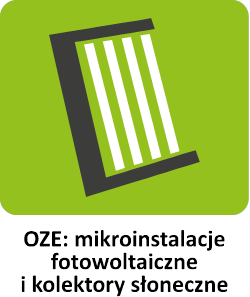 OZE: mikroinstalacje
fotowoltaiczne
i kolektory słoneczne